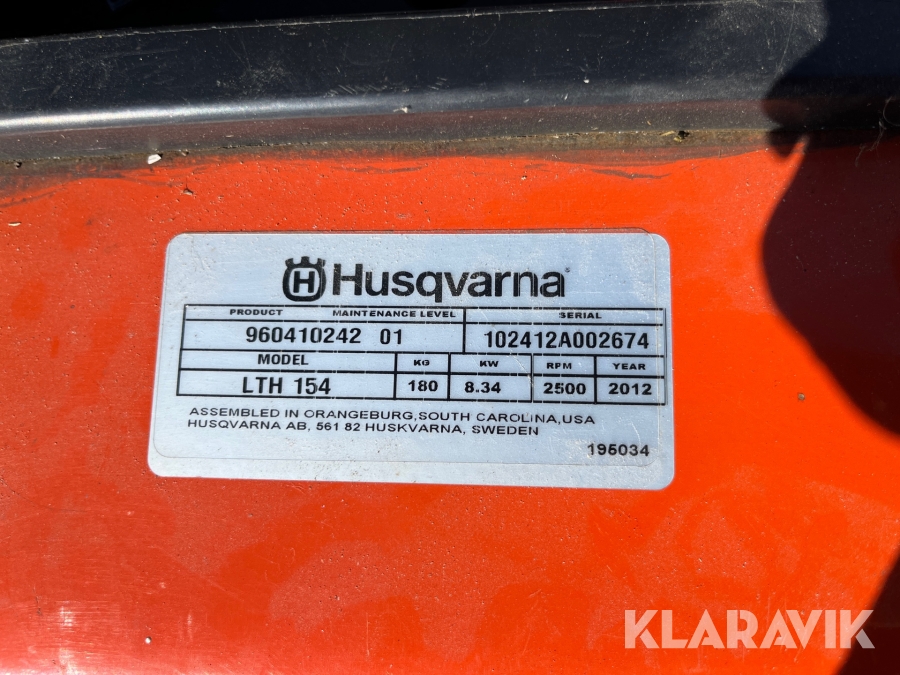 H Husqvarna
PRODUCT MAINTENANCE LEVEL SERIAL
960410242 01 102412A002674
MODEL KG KW RPM YEAR
LTH 154 180 8.34 2500 2012
ASSEMBLED IN ORANGEBURG,SOUTH CAROLINA,USA
HUSQVARNA AB, 561 82 HUSKVARNA, SWEDEN
195034
KLARAVIK